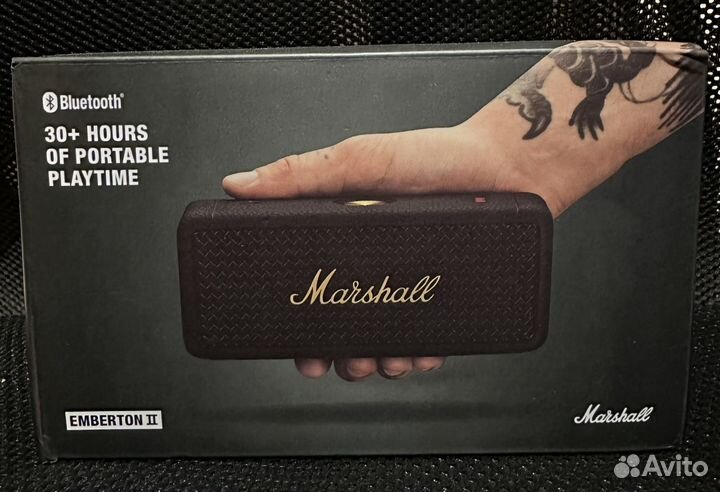 Bluetooth®
30+ HOURS
OF PORTABLE
PLAYTIME
Marshall
EMBERTON II
Marshall
Avito